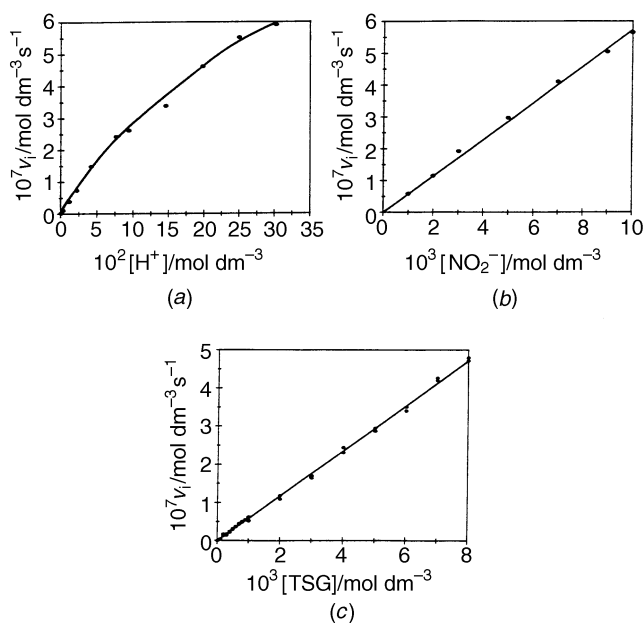 6
5
4
3
2
1
0
10⁷vᵢ/mol dm⁻³s⁻¹
0 5 10 15 20 25 30 35
10²[H⁺]/mol dm⁻³
(a)
6
5
4
3
2
1
0
10⁷vᵢ/mol dm⁻³s⁻¹
0 2 4 6 8 10
10³[NO₂⁻]/mol dm⁻³
(b)
5
4
3
2
1
0
10⁷vᵢ/mol dm⁻³s⁻¹
0 2 4 6 8
10³[TSG]/mol dm⁻³
(c)